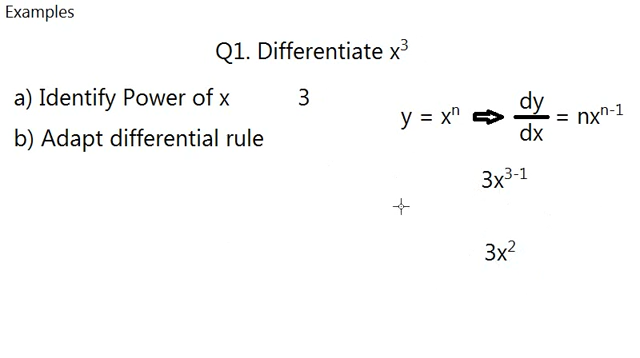 Examples
Q1. Differentiate x³
a) Identify Power of x 3
b) Adapt differential rule
y = xⁿ ⇨ dy/dx = nxⁿ⁻¹
3x³⁻¹
3x²